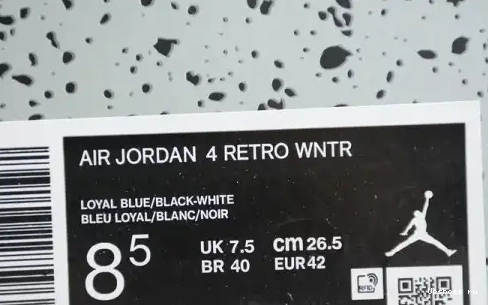 AIR JORDAN 4 RETRO WNTR
LOYAL BLUE/BLACK-WHITE
BLEU LOYAL/BLANC/NOIR
8 5
UK 7.5 cm 26.5
BR 40 EUR 42